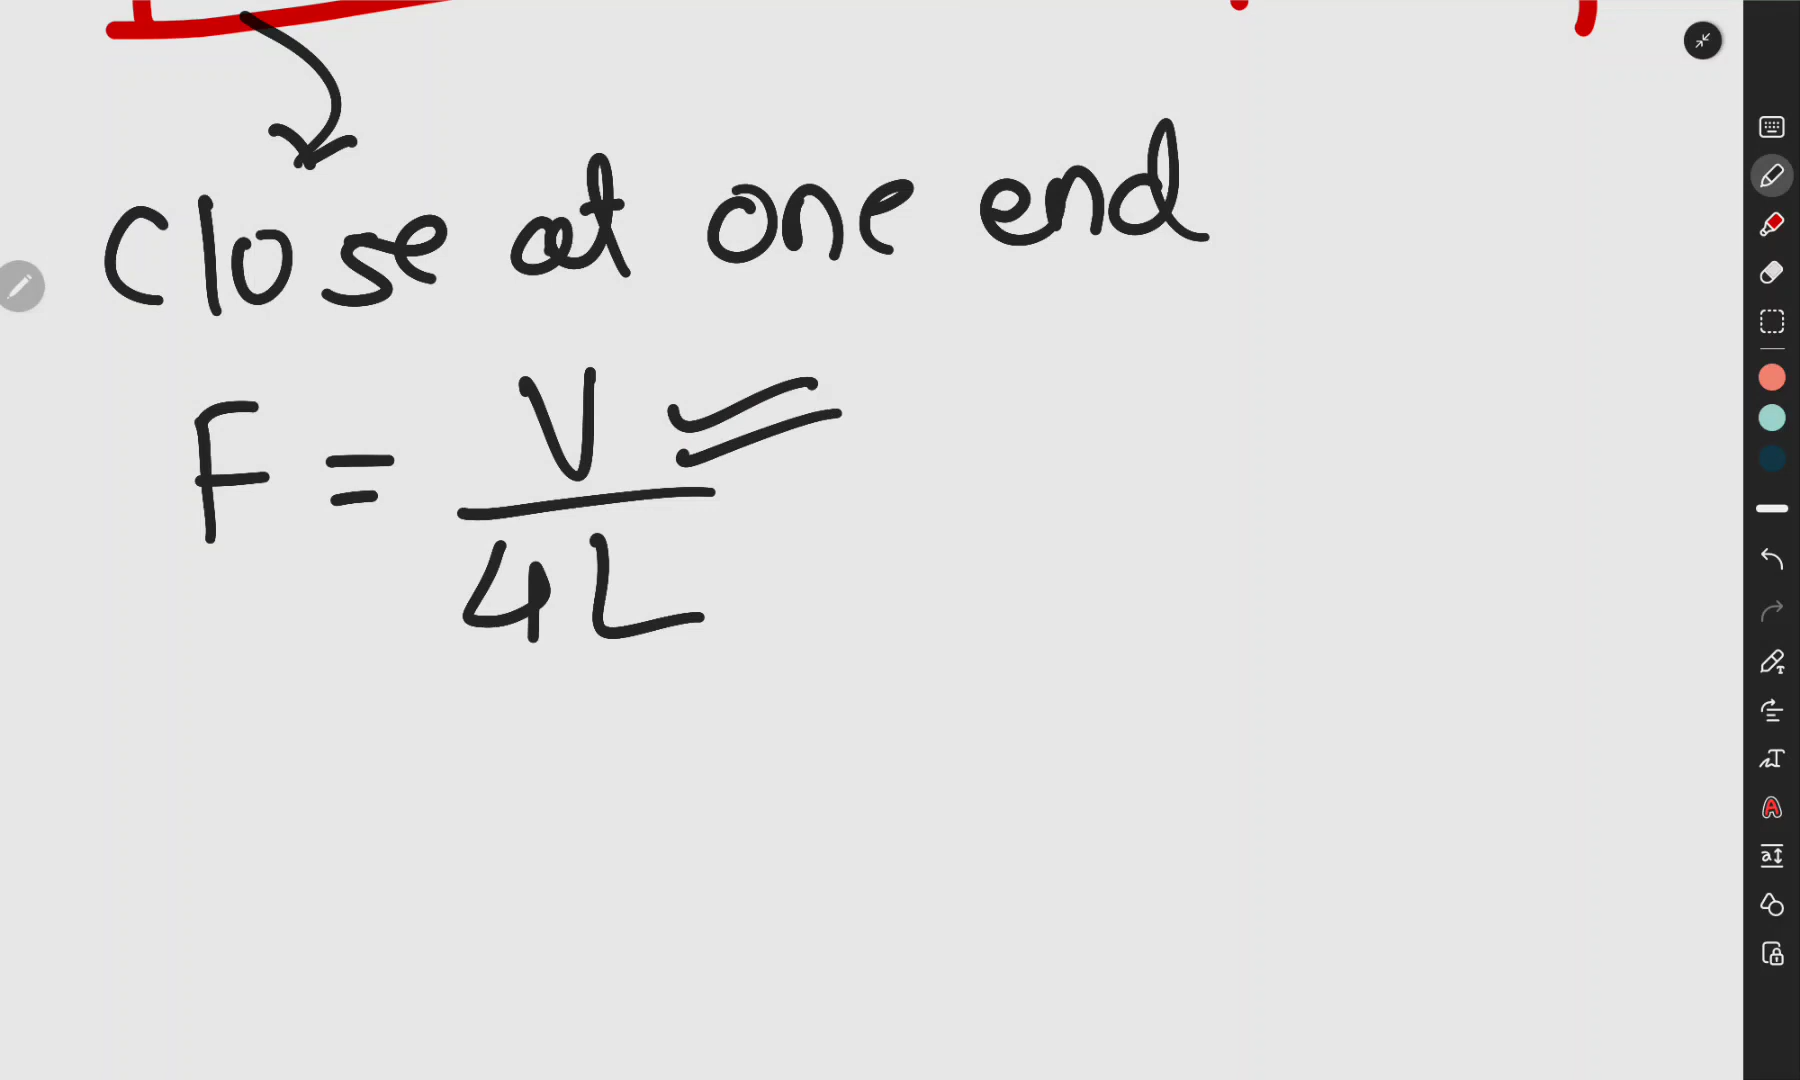 close at one end
F = V
4L